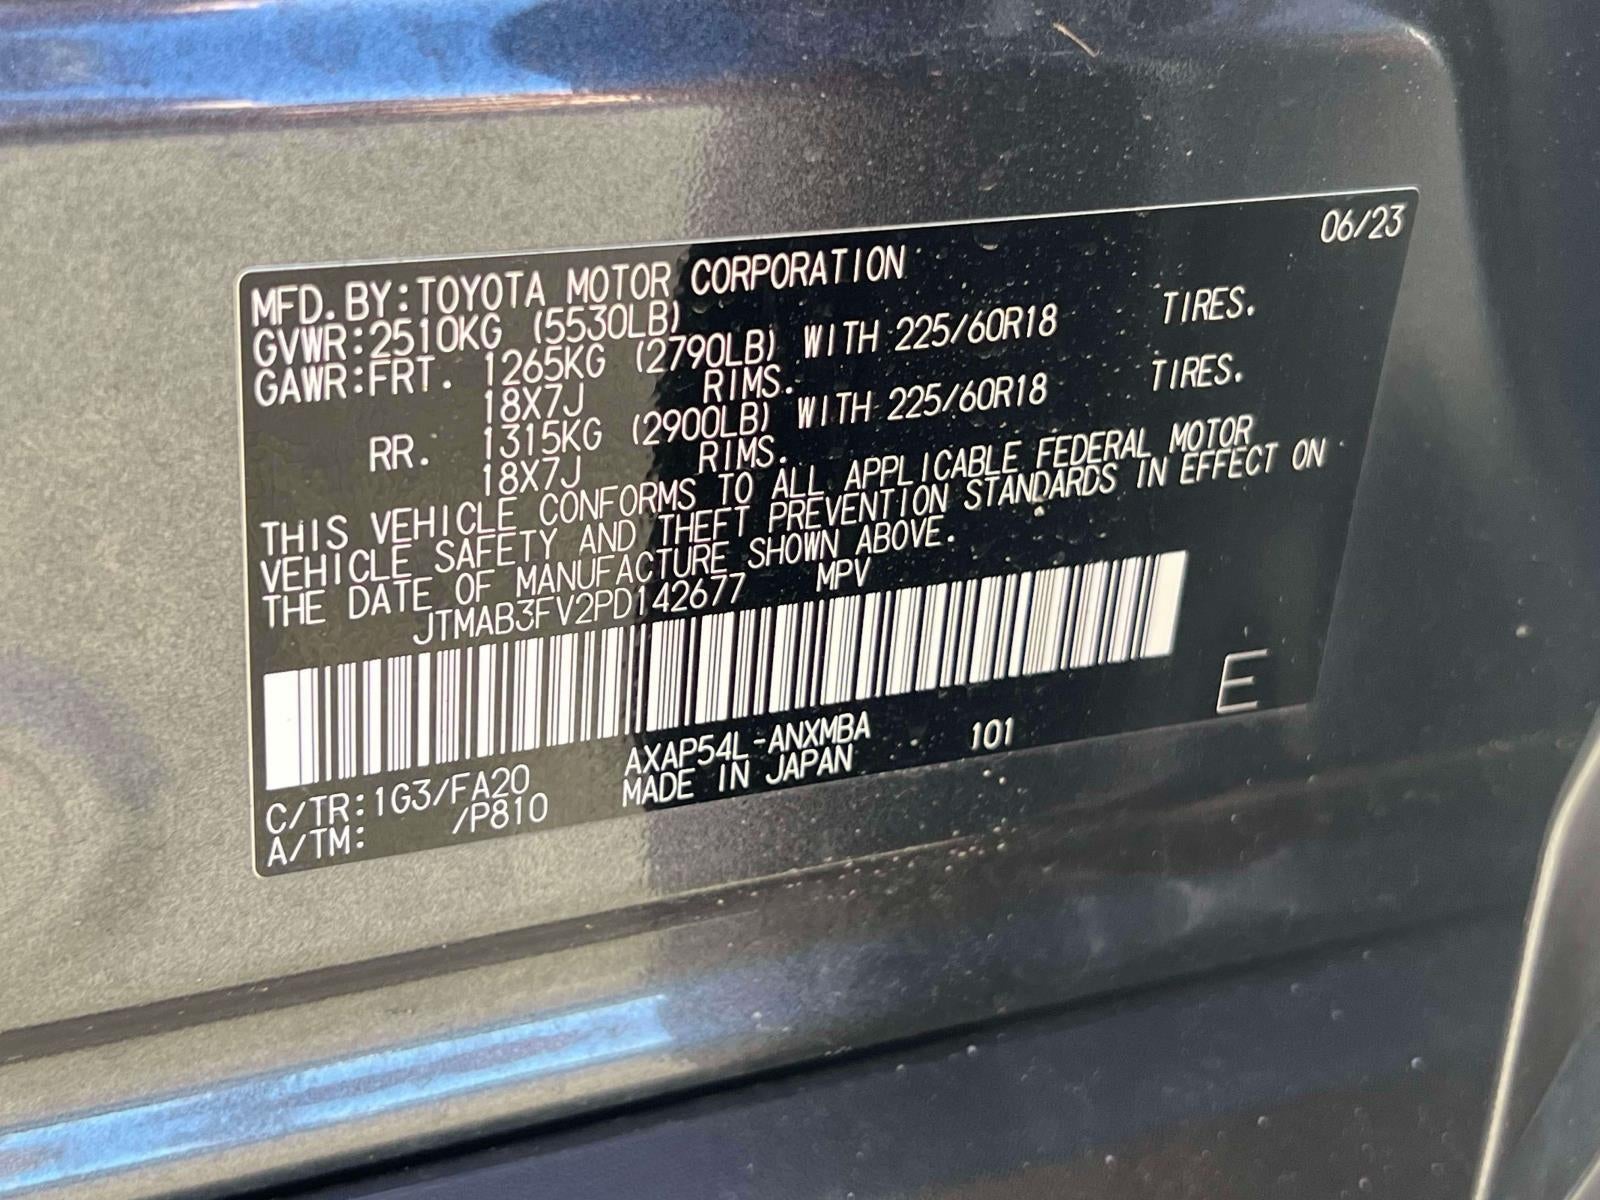 06/23
MFD.BY:TOYOTA MOTOR CORPORATION
GVWR:2510KG (5530LB)
GAWR:FRT. 1265KG (2790LB) WITH 225/60R18 TIRES.
18X7J RIMS.
RR. 1315KG (2900LB) WITH 225/60R18 TIRES.
18X7J RIMS.
THIS VEHICLE CONFORMS TO ALL APPLICABLE FEDERAL MOTOR
VEHICLE SAFETY AND THEFT PREVENTION STANDARDS IN EFFECT ON
THE DATE OF MANUFACTURE SHOWN ABOVE.
JTMAB3FV2PD142677 MPV
E
C/TR:1G3/FA20 AXAP54L-ANXMBA 101
A/TM: /P810 MADE IN JAPAN